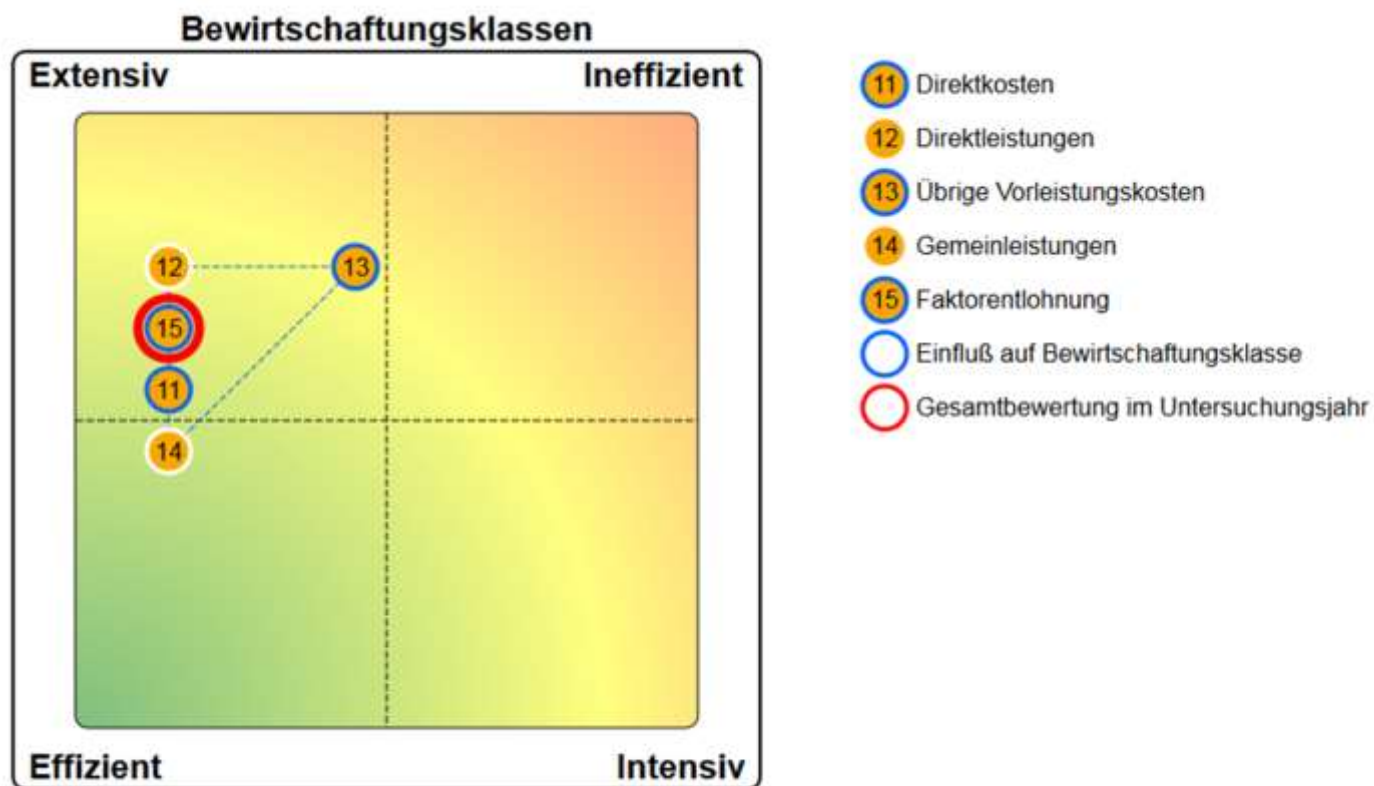 Bewirtschaftungsklassen
Extensiv Ineffizient
12 13
15
11
14
Effizient Intensiv
11 Direktkosten
12 Direktleistungen
13 Übrige Vorleistungskosten
14 Gemeinleistungen
15 Faktorentlohnung
Einfluß auf Bewirtschaftungsklasse
Gesamtbewertung im Untersuchungsjahr